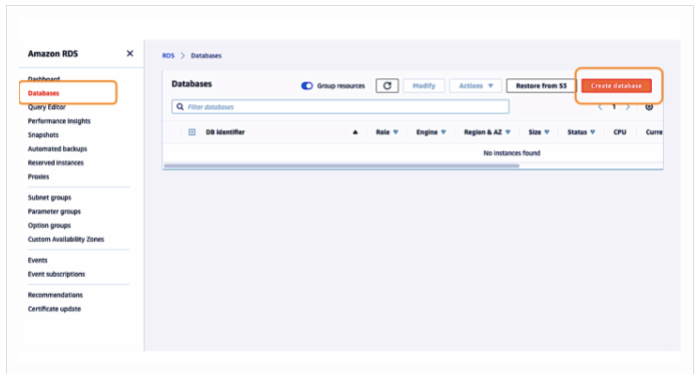 Amazon RDS
RDS > Databases
Dashboard
Databases
Query Editor
Performance Insights
Snapshots
Automated backups
Reserved instances
Proxies
Subnet groups
Parameter groups
Option groups
Custom Availability Zones
Events
Event subscriptions
Recommendations
Certificate update
Databases
Group resources
Modify
Actions
Restore from S3
Create database
Filter databases
1
DB identifier
Role
Engine
Region & AZ
Size
Status
CPU
Curre
No instances found